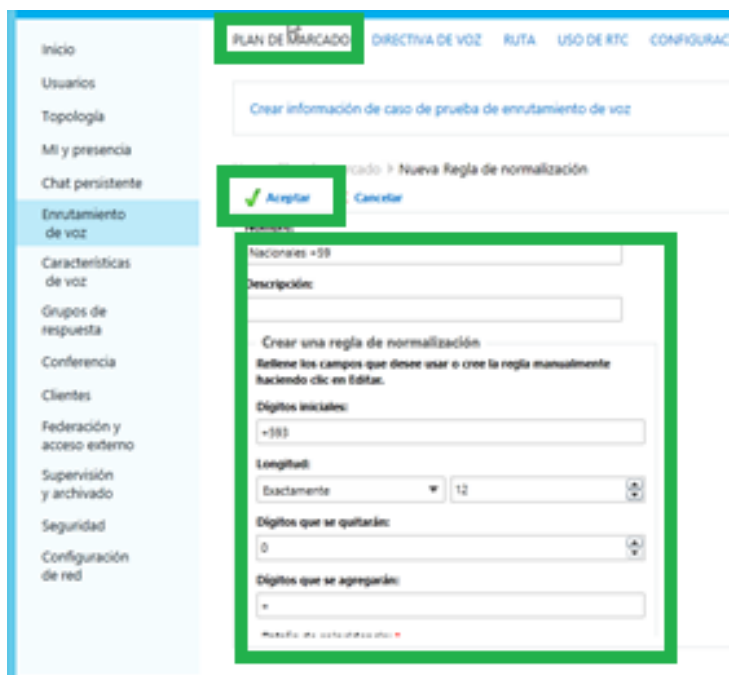 PLAN DE MARCADO DIRECTIVA DE VOZ RUTA USO DE RTC CONFIGURAC
Inicio
Usuarios
Topología
MI y presencia
Chat persistente
Enrutamiento
de voz
Características
de voz
Grupos de
respuesta
Conferencia
Clientes
Federación y
acceso externo
Supervisión
y archivado
Seguridad
Configuración
de red
Crear información de caso de prueba de enrutamiento de voz
> Nueva Regla de normalización
Aceptar Cancelar
Nombre:
Nacionales +59
Descripción:
Crear una regla de normalización
Rellene los campos que desee usar o cree la regla manualmente
haciendo clic en Editar.
Dígitos iniciales:
+593
Longitud:
Exactamente 12
Dígitos que se quitarán:
0
Dígitos que se agregarán:
+